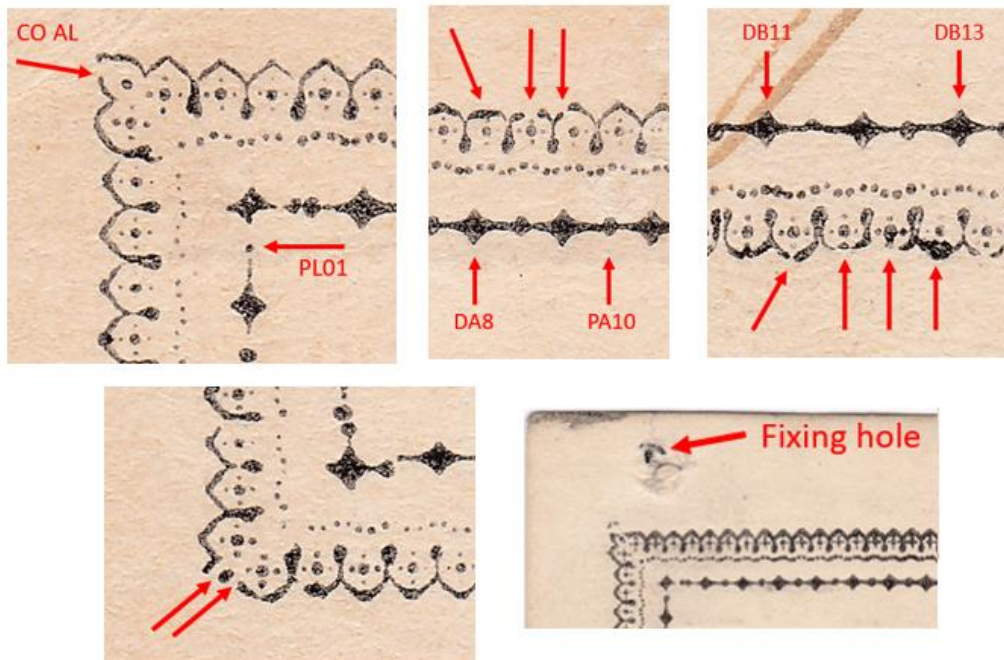 CO AL
PL01
DA8
PA10
DB11
DB13
Fixing hole